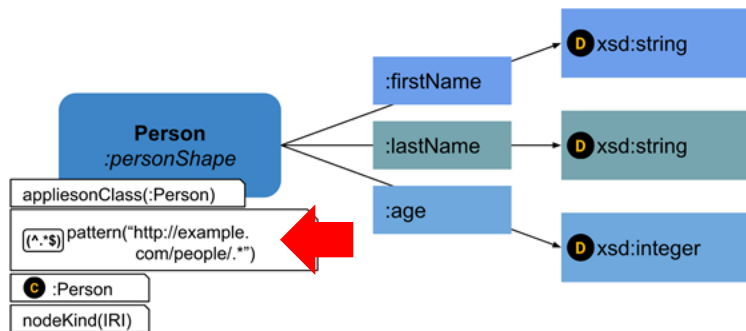 Person
:personShape
appliesonClass(:Person)
(^.*$) pattern("http://example.
com/people/.*")
C :Person
nodeKind(IRI)
:firstName
:lastName
:age
D xsd:string
D xsd:string
D xsd:integer